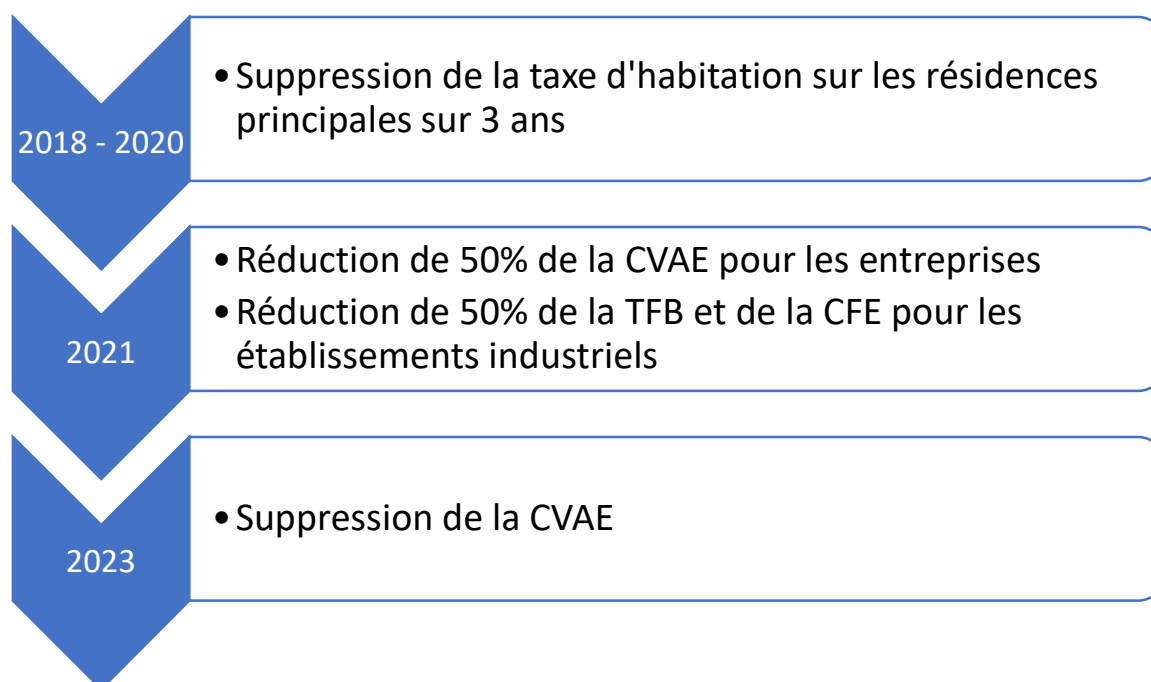 2018 - 2020
• Suppression de la taxe d'habitation sur les résidences
principales sur 3 ans
2021
• Réduction de 50% de la CVAE pour les entreprises
• Réduction de 50% de la TFB et de la CFE pour les
établissements industriels
2023
• Suppression de la CVAE